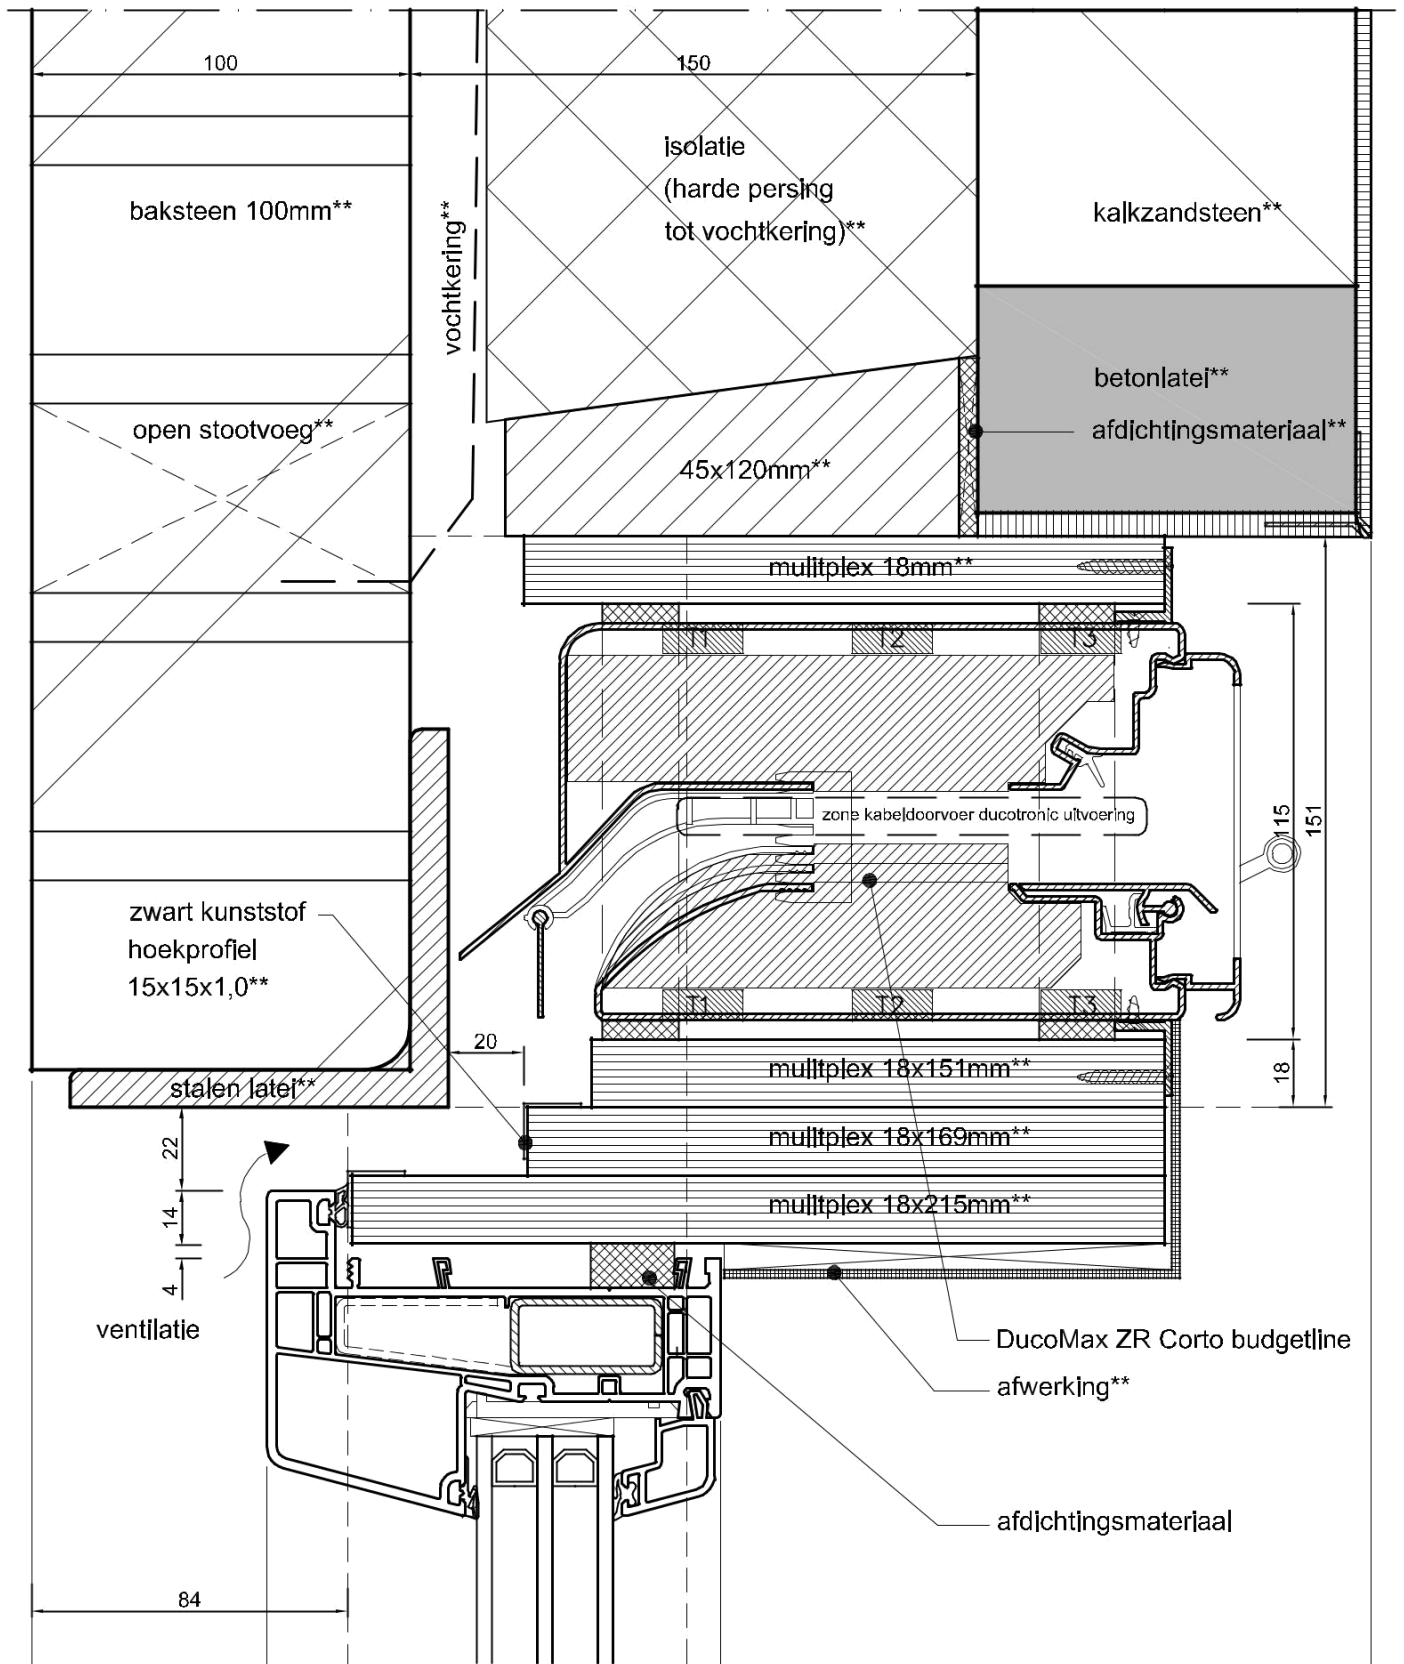 100
150
isolatie
(harde persing
tot vochtkering)**
baksteen 100mm**
vochtkering**
kalkzandsteen**
betonlatei**
afdichtingsmateriaal**
open stootvoeg**
45x120mm**
mulitplex 18mm**
T1
T2
T3
zone kabeldoorvoer ducotronic uitvoering
115
151
zwart kunststof
hoekprofiel
15x15x1,0**
T1
T2
T3
20
mulitplex 18x151mm**
18
stalen latei**
22
mulitplex 18x169mm**
14
mulitplex 18x215mm**
4
ventilatie
DucoMax ZR Corto budgetline
afwerking**
afdichtingsmateriaal
84